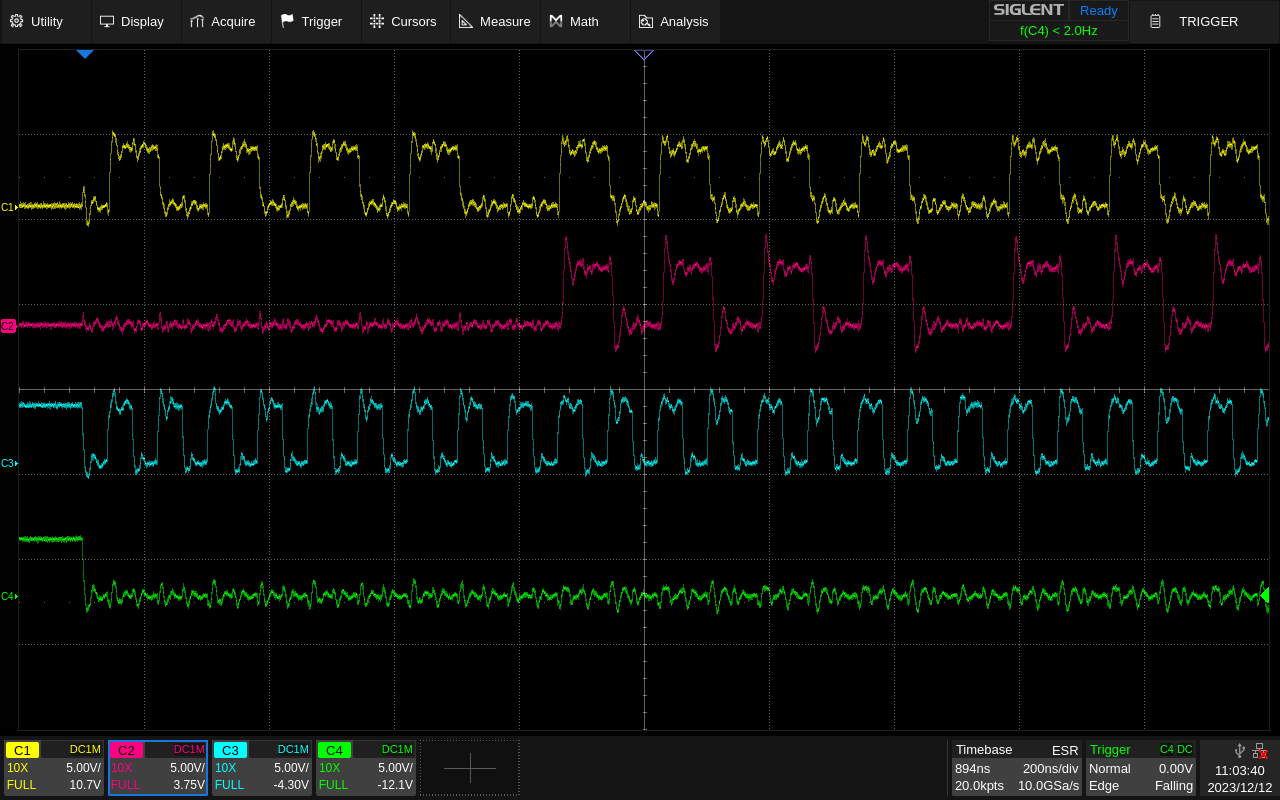 Utility Display Acquire Trigger Cursors Measure Math Analysis SIGLENT Ready TRIGGER
f(C4) < 2.0Hz
C1
C2
C3
C4
C1 DC1M C2 DC1M C3 DC1M C4 DC1M Timebase ESR Trigger C4 DC
10X 5.00V/ 10X 5.00V/ 10X 5.00V/ 10X 5.00V/ 894ns 200ns/div Normal 0.00V 11:03:40
FULL 10.7V FULL 3.75V FULL -4.30V FULL -12.1V 20.0kpts 10.0GSa/s Edge Falling 2023/12/12